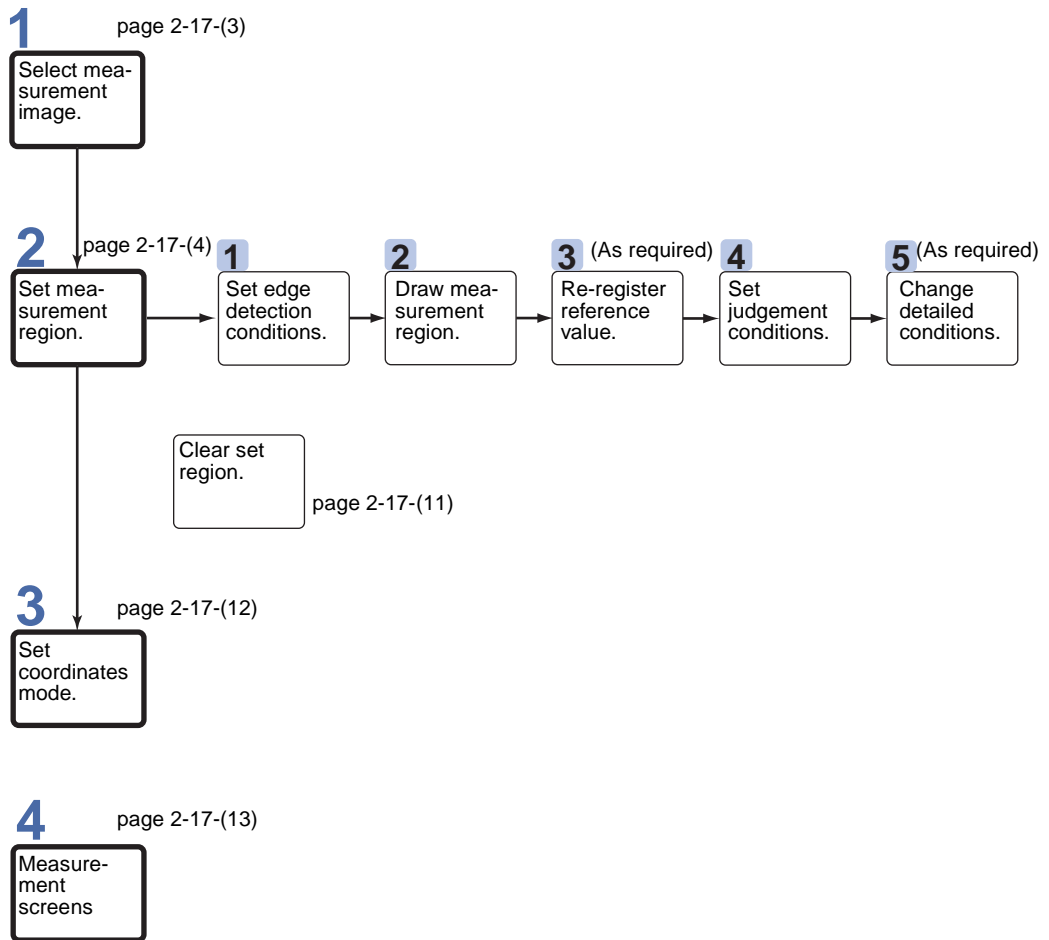 1
page 2-17-(3)
Select mea-
surement
image.
2
page 2-17-(4)
Set mea-
surement
region.
1
Set edge
detection
conditions.
2
Draw mea-
surement
region.
3
(As required)
Re-register
reference
value.
4
Set
judgement
conditions.
5
(As required)
Change
detailed
conditions.
Clear set
region.
page 2-17-(11)
3
page 2-17-(12)
Set
coordinates
mode.
4
page 2-17-(13)
Measure-
ment
screens